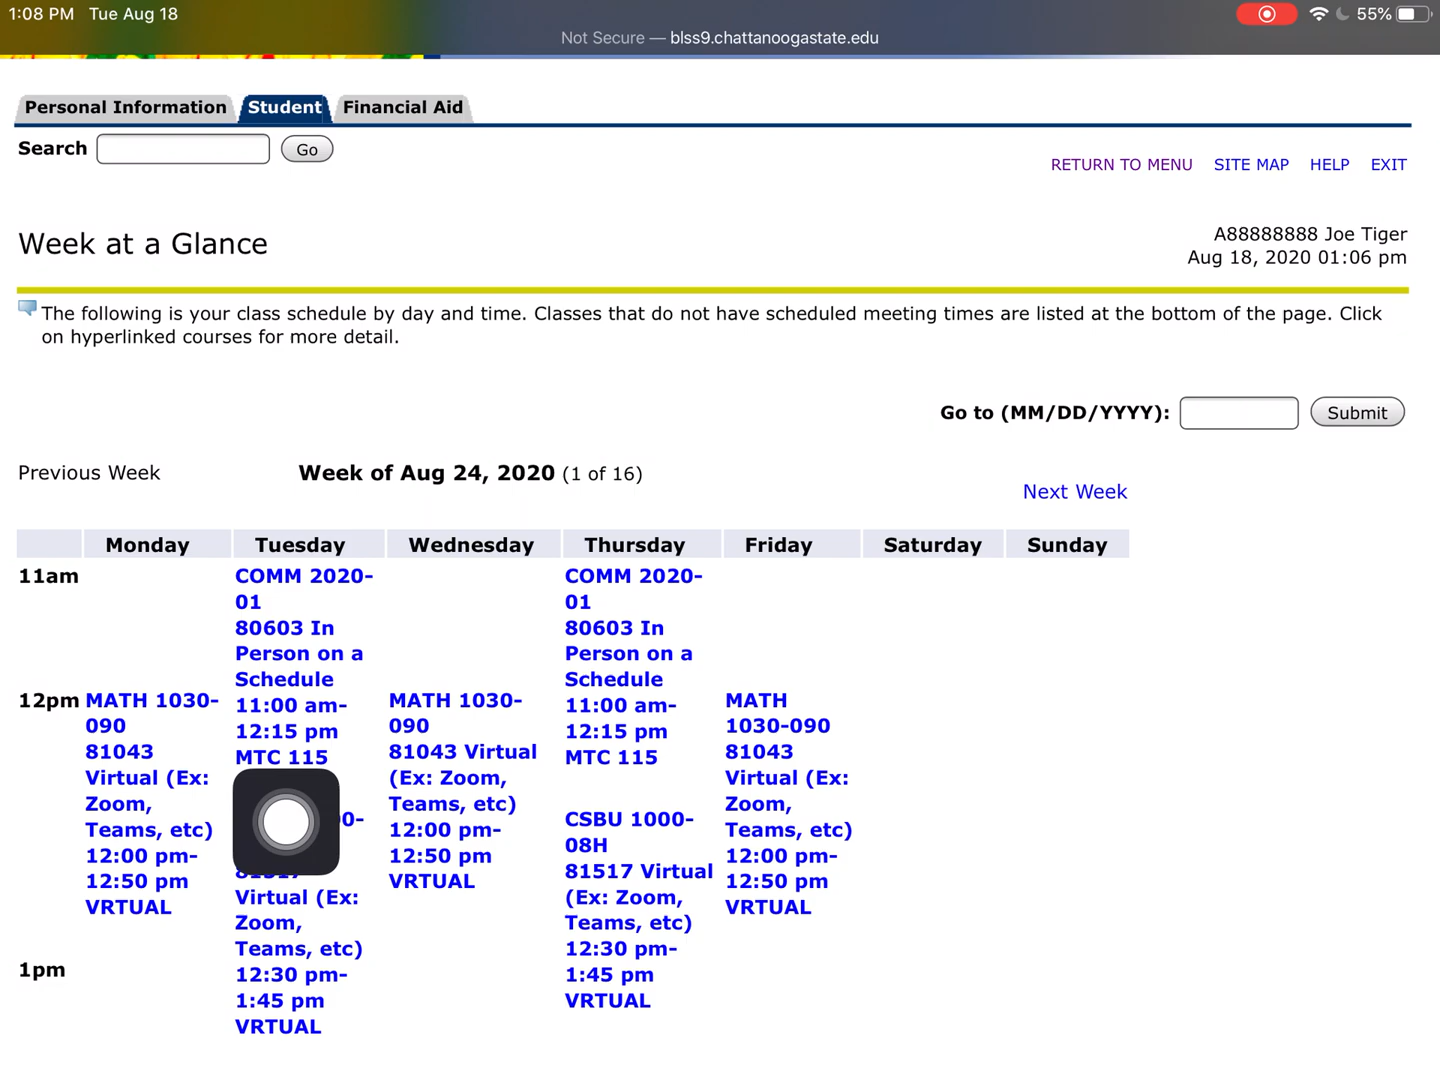 1:08 PM Tue Aug 18
55%
Not Secure — blss9.chattanoogastate.edu
Personal Information Student Financial Aid
Search Go
RETURN TO MENU SITE MAP HELP EXIT
Week at a Glance
A88888888 Joe Tiger
Aug 18, 2020 01:06 pm
The following is your class schedule by day and time. Classes that do not have scheduled meeting times are listed at the bottom of the page. Click
on hyperlinked courses for more detail.
Go to (MM/DD/YYYY): Submit
Previous Week
Week of Aug 24, 2020 (1 of 16)
Next Week
Monday Tuesday Wednesday Thursday Friday Saturday Sunday
11am
COMM 2020-
01
80603 In
Person on a
Schedule
11:00 am-
12:15 pm
MTC 115
COMM 2020-
01
80603 In
Person on a
Schedule
11:00 am-
12:15 pm
MTC 115
12pm
MATH 1030-
090
81043
Virtual (Ex:
Zoom,
Teams, etc)
12:00 pm-
12:50 pm
VRTUAL
Virtual (Ex:
Zoom,
Teams, etc)
12:30 pm-
1:45 pm
VRTUAL
MATH 1030-
090
81043 Virtual
(Ex: Zoom,
Teams, etc)
12:00 pm-
12:50 pm
VRTUAL
CSBU 1000-
08H
81517 Virtual
(Ex: Zoom,
Teams, etc)
12:30 pm-
1:45 pm
VRTUAL
MATH
1030-090
81043
Virtual (Ex:
Zoom,
Teams, etc)
12:00 pm-
12:50 pm
VRTUAL
1pm